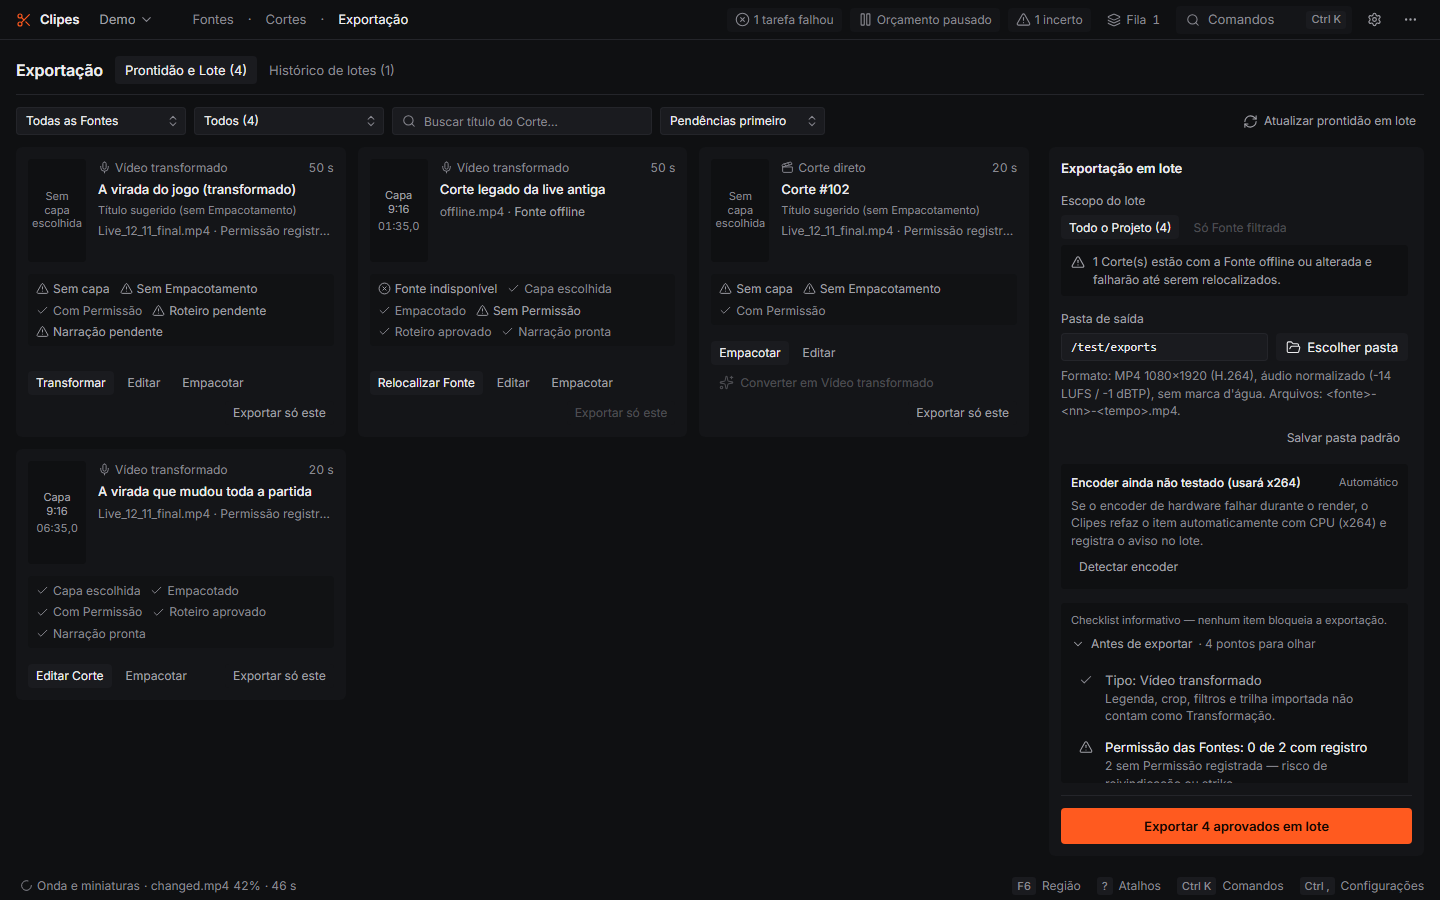 Clipes
Demo
Fontes · Cortes · Exportação
1 tarefa falhou
Orçamento pausado
1 incerto
Fila 1
Comandos Ctrl K
Exportação
Prontidão e Lote (4)
Histórico de lotes (1)
Todas as Fontes
Todos (4)
Buscar título do Corte...
Pendências primeiro
Atualizar prontidão em lote
Sem
capa
escolhida
Vídeo transformado 50 s
A virada do jogo (transformado)
Título sugerido (sem Empacotamento)
Live_12_11_final.mp4 · Permissão registr...
Sem capa Sem Empacotamento
Com Permissão Roteiro pendente
Narração pendente
Transformar Editar Empacotar
Exportar só este
Capa
9:16
01:35,0
Vídeo transformado 50 s
Corte legado da live antiga
offline.mp4 · Fonte offline
Fonte indisponível Capa escolhida
Empacotado Sem Permissão
Roteiro aprovado Narração pronta
Relocalizar Fonte Editar Empacotar
Exportar só este
Sem
capa
escolhida
Corte direto 20 s
Corte #102
Título sugerido (sem Empacotamento)
Live_12_11_final.mp4 · Permissão registr...
Sem capa Sem Empacotamento
Com Permissão
Empacotar Editar
Converter em Vídeo transformado
Exportar só este
Capa
9:16
06:35,0
Vídeo transformado 20 s
A virada que mudou toda a partida
Live_12_11_final.mp4 · Permissão registr...
Capa escolhida Empacotado
Com Permissão Roteiro aprovado
Narração pronta
Editar Corte Empacotar Exportar só este
Exportação em lote
Escopo do lote
Todo o Projeto (4) Só Fonte filtrada
1 Corte(s) estão com a Fonte offline ou alterada e
falharão até serem relocalizados.
Pasta de saída
/test/exports
Escolher pasta
Formato: MP4 1080×1920 (H.264), áudio normalizado (-14
LUFS / -1 dBTP), sem marca d'água. Arquivos: <fonte>-
<nn>-<tempo>.mp4.
Salvar pasta padrão
Encoder ainda não testado (usará x264) Automático
Se o encoder de hardware falhar durante o render, o
Clipes refaz o item automaticamente com CPU (x264) e
registra o aviso no lote.
Detectar encoder
Checklist informativo — nenhum item bloqueia a exportação.
Antes de exportar · 4 pontos para olhar
Tipo: Vídeo transformado
Legenda, crop, filtros e trilha importada não
contam como Transformação.
Permissão das Fontes: 0 de 2 com registro
2 sem Permissão registrada — risco de
Exportar 4 aprovados em lote
Onda e miniaturas · changed.mp4 42% · 46 s
F6 Região ? Atalhos Ctrl K Comandos Ctrl , Configurações